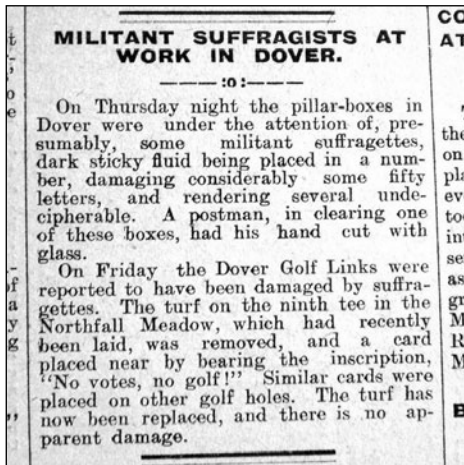 MILITANT SUFFRAGISTS AT
WORK IN DOVER.
———:o:———
On Thursday night the pillar-boxes in
Dover were under the attention of, pre-
sumably, some militant suffragettes,
dark sticky fluid being placed in a num-
ber, damaging considerably some fifty
letters, and rendering several unde-
cipherable. A postman, in clearing one
of these boxes, had his hand cut with
glass.
On Friday the Dover Golf Links were
reported to have been damaged by suffra-
gettes. The turf on the ninth tee in the
Northfall Meadow, which had recently
been laid, was removed, and a card
placed near by bearing the inscription,
"No votes, no golf!" Similar cards were
placed on other golf holes. The turf has
now been replaced, and there is no ap-
parent damage.